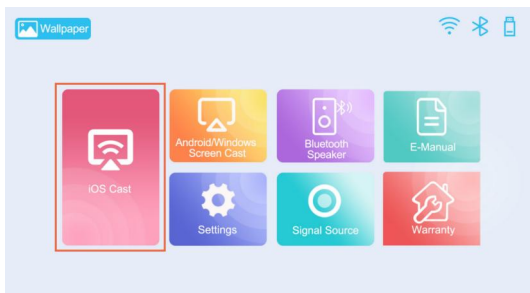 Wallpaper
iOS Cast
Android/Windows
Screen Cast
Bluetooth
Speaker
E-Manual
Settings
Signal Source
Warranty